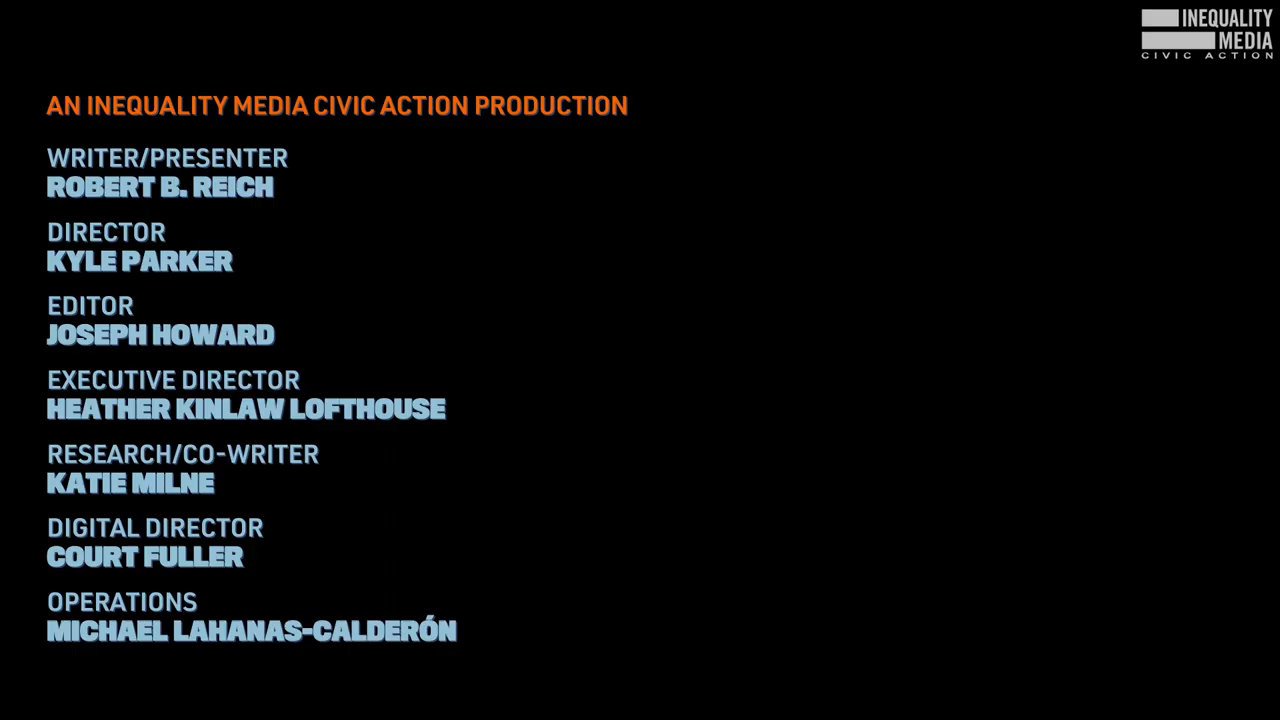 INEQUALITY
MEDIA
CIVIC ACTION
AN INEQUALITY MEDIA CIVIC ACTION PRODUCTION
WRITER/PRESENTER
ROBERT B. REICH
DIRECTOR
KYLE PARKER
EDITOR
JOSEPH HOWARD
EXECUTIVE DIRECTOR
HEATHER KINLAW LOFTHOUSE
RESEARCH/CO-WRITER
KATIE MILNE
DIGITAL DIRECTOR
COURT FULLER
OPERATIONS
MICHAEL LAHANAS-CALDERÓN